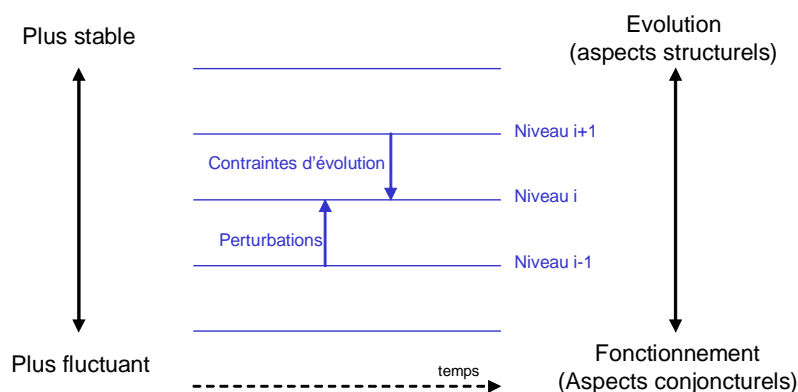 Plus stable
Evolution
(aspects structurels)
Niveau i+1
Contraintes d'évolution
Niveau i
Perturbations
Niveau i-1
Plus fluctuant
temps
Fonctionnement
(Aspects conjoncturels)